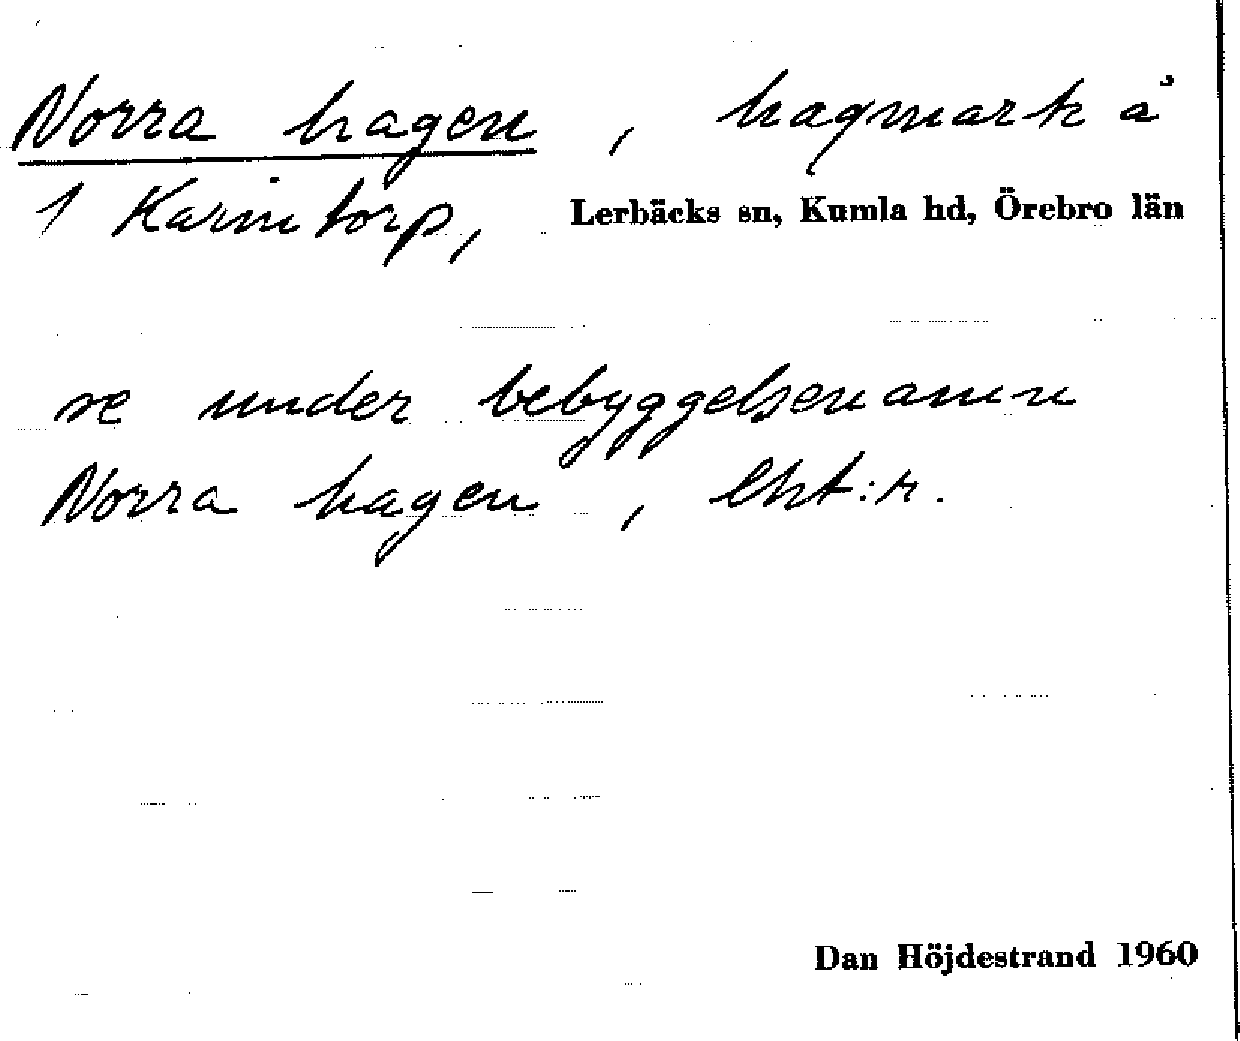 Norra hagen, hagmark å
1 Karintorp, Lerbäcks sn, Kumla hd, Örebro län
se under bebyggelsenamn
Norra hagen, lht:r.
Dan Höjdestrand 1960